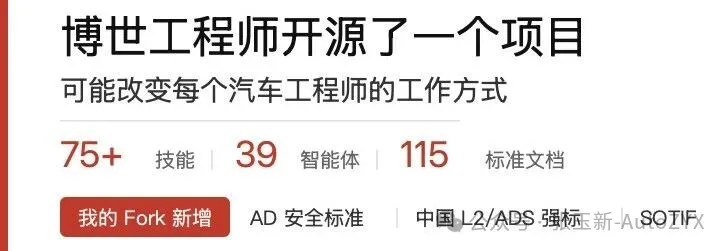 博世工程师开源了一个项目
可能改变每个汽车工程师的工作方式
75+ 技能 | 39 智能体 | 115 标准文档
我的 Fork 新增 AD 安全标准 | 中国 L2/ADS 强标 | SOTIF